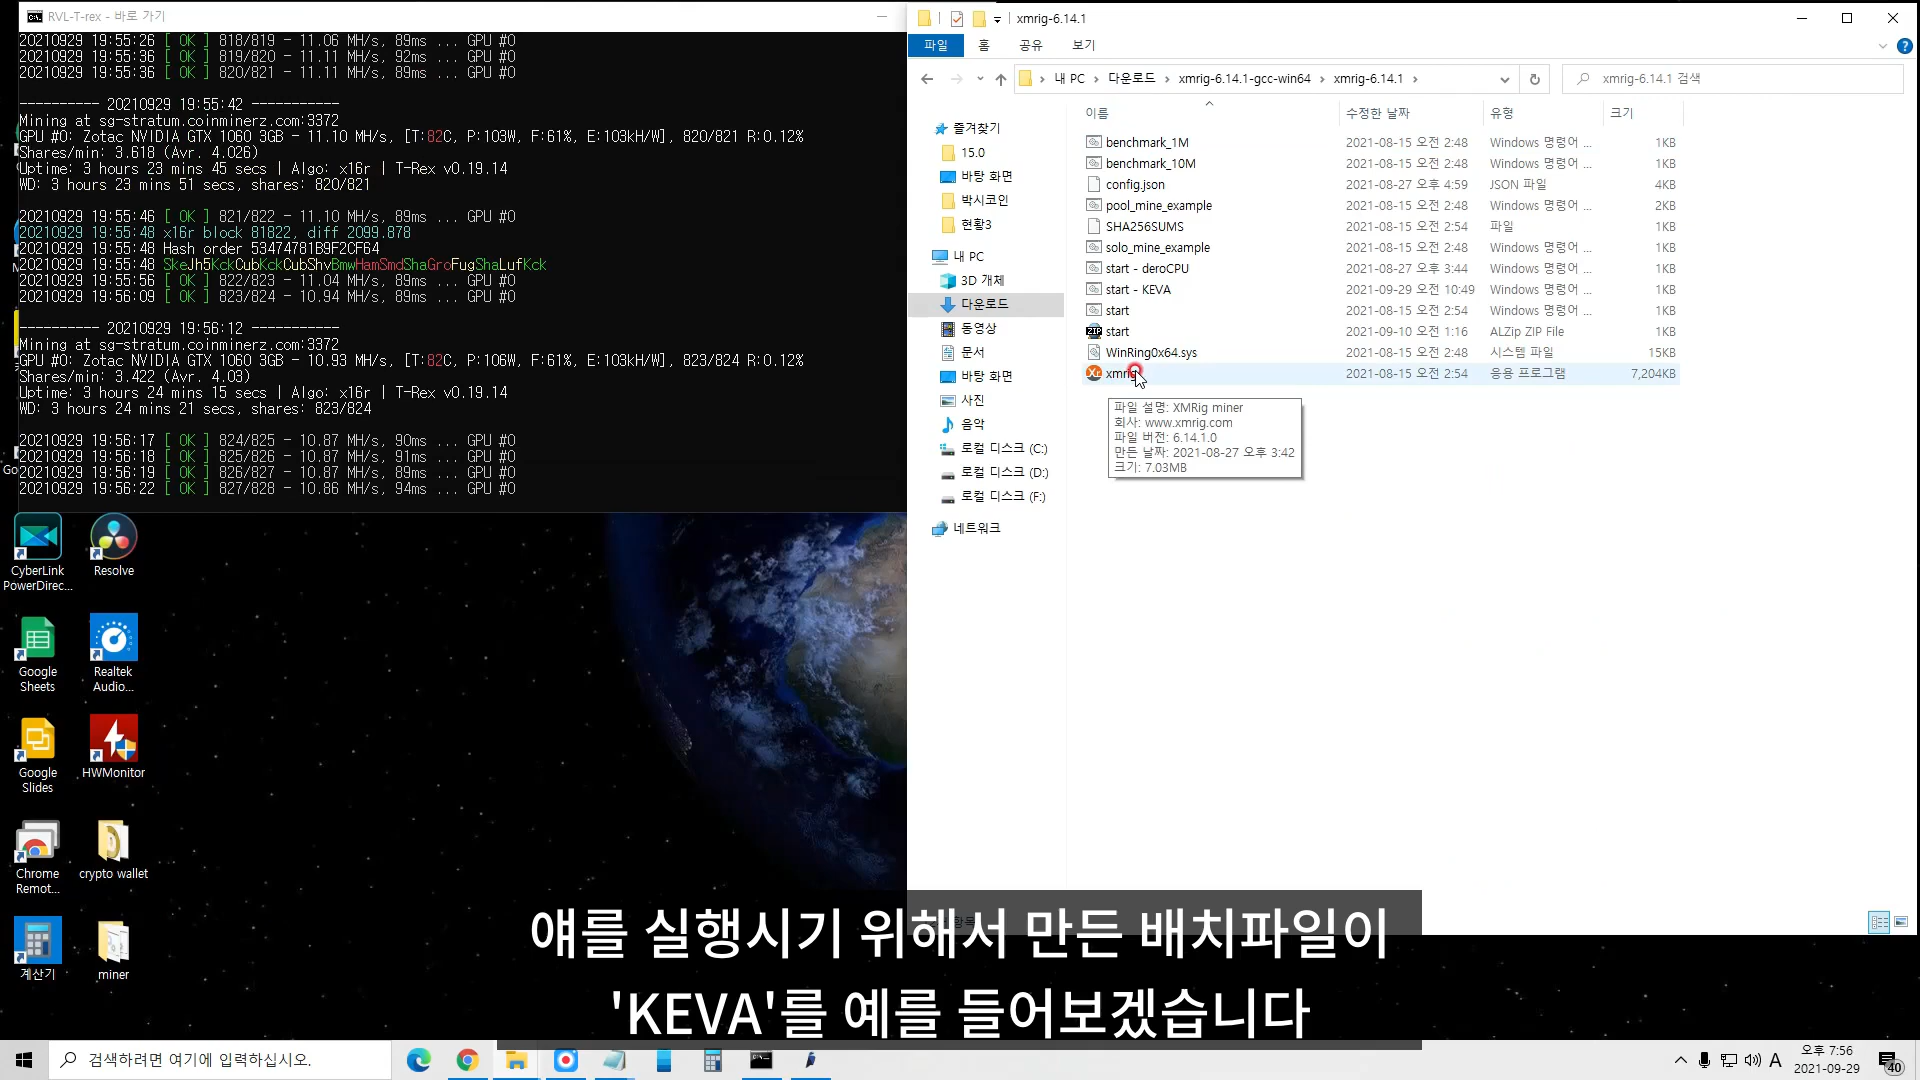 RVL-T-rex - 바로 가기
20210929 19:55:26 [ OK ] 818/819 - 11.06 MH/s, 89ms ... GPU #0
20210929 19:55:36 [ OK ] 819/820 - 11.11 MH/s, 92ms ... GPU #0
20210929 19:55:36 [ OK ] 820/821 - 11.11 MH/s, 89ms ... GPU #0
---------- 20210929 19:55:42 -----------
Mining at sg-stratum.coinminerz.com:3372
GPU #0: Zotac NVIDIA GTX 1060 3GB - 11.10 MH/s, [T:82C, P:103W, F:61%, E:103kH/W], 820/821 R:0.12%
Shares/min: 3.618 (Avr. 4.026)
Uptime: 3 hours 23 mins 45 secs | Algo: x16r | T-Rex v0.19.14
WD: 3 hours 23 mins 51 secs, shares: 820/821
20210929 19:55:46 [ OK ] 821/822 - 11.10 MH/s, 89ms ... GPU #0
20210929 19:55:48 x16r block 81822, diff 2099.878
20210929 19:55:48 Hash order 53474781B9F2CF64
20210929 19:55:48 SkeJh5KckCubKckCubShvBmwHamSmdShaGroFugShaLufKck
20210929 19:55:56 [ OK ] 822/823 - 11.04 MH/s, 89ms ... GPU #0
20210929 19:56:09 [ OK ] 823/824 - 10.94 MH/s, 89ms ... GPU #0
---------- 20210929 19:56:12 -----------
Mining at sg-stratum.coinminerz.com:3372
GPU #0: Zotac NVIDIA GTX 1060 3GB - 10.93 MH/s, [T:82C, P:106W, F:61%, E:103kH/W], 823/824 R:0.12%
Shares/min: 3.422 (Avr. 4.03)
Uptime: 3 hours 24 mins 15 secs | Algo: x16r | T-Rex v0.19.14
WD: 3 hours 24 mins 21 secs, shares: 823/824
20210929 19:56:17 [ OK ] 824/825 - 10.87 MH/s, 90ms ... GPU #0
20210929 19:56:18 [ OK ] 825/826 - 10.87 MH/s, 91ms ... GPU #0
20210929 19:56:19 [ OK ] 826/827 - 10.87 MH/s, 89ms ... GPU #0
20210929 19:56:22 [ OK ] 827/828 - 10.86 MH/s, 94ms ... GPU #0
CyberLink PowerDirec...
Resolve
Google Sheets
Realtek Audio...
Google Slides
HWMonitor
Chrome Remot...
crypto wallet
계산기
miner
xmrig-6.14.1
파일 홈 공유 보기
내 PC › 다운로드 › xmrig-6.14.1-gcc-win64 › xmrig-6.14.1 ›
xmrig-6.14.1 검색
즐겨찾기
15.0
바탕 화면
박시코인
현황3
내 PC
3D 개체
다운로드
동영상
문서
바탕 화면
사진
음악
로컬 디스크 (C:)
로컬 디스크 (D:)
로컬 디스크 (F:)
네트워크
이름 수정한 날짜 유형 크기
benchmark_1M 2021-08-15 오전 2:48 Windows 명령어 ... 1KB
benchmark_10M 2021-08-15 오전 2:48 Windows 명령어 ... 1KB
config.json 2021-08-27 오후 4:59 JSON 파일 4KB
pool_mine_example 2021-08-15 오전 2:48 Windows 명령어 ... 2KB
SHA256SUMS 2021-08-15 오전 2:54 파일 1KB
solo_mine_example 2021-08-15 오전 2:48 Windows 명령어 ... 1KB
start - deroCPU 2021-08-27 오후 3:44 Windows 명령어 ... 1KB
start - KEVA 2021-09-29 오전 10:49 Windows 명령어 ... 1KB
start 2021-08-15 오전 2:54 Windows 명령어 ... 1KB
start 2021-09-10 오전 1:16 ALZip ZIP File 1KB
WinRing0x64.sys 2021-08-15 오전 2:48 시스템 파일 15KB
xmrig 2021-08-15 오전 2:54 응용 프로그램 7,204KB
파일 설명: XMRig miner
회사: www.xmrig.com
파일 버전: 6.14.1.0
만든 날짜: 2021-08-27 오후 3:42
크기: 7.03MB
얘를 실행시기 위해서 만든 배치파일이
'KEVA'를 예를 들어보겠습니다
검색하려면 여기에 입력하십시오.
A
오후 7:56
2021-09-29
40